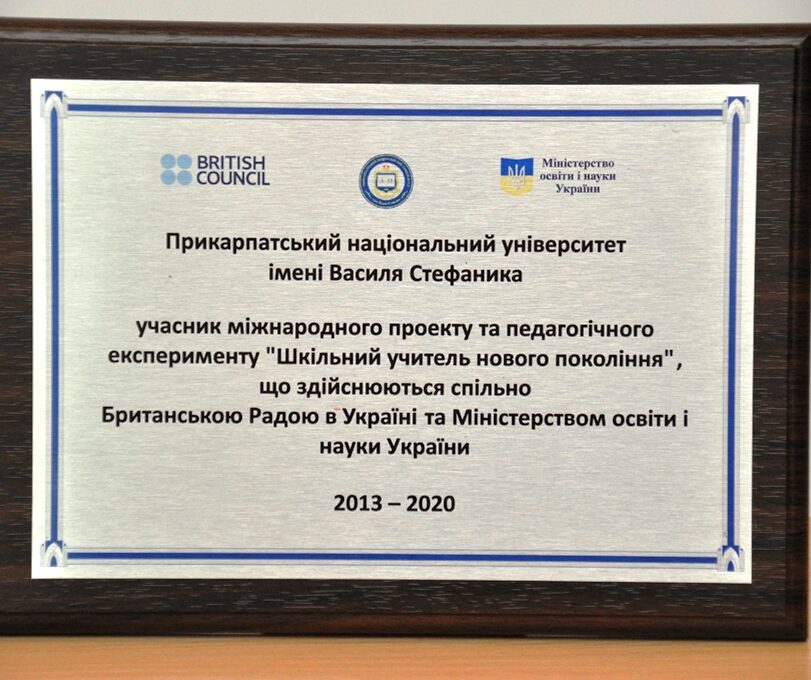 BRITISH
COUNCIL
Міністерство
освіти і науки
України
Прикарпатський національний університет
імені Василя Стефаника
учасник міжнародного проекту та педагогічного
експерименту "Шкільний учитель нового покоління",
що здійснюються спільно
Британською Радою в Україні та Міністерством освіти і
науки України
2013 – 2020